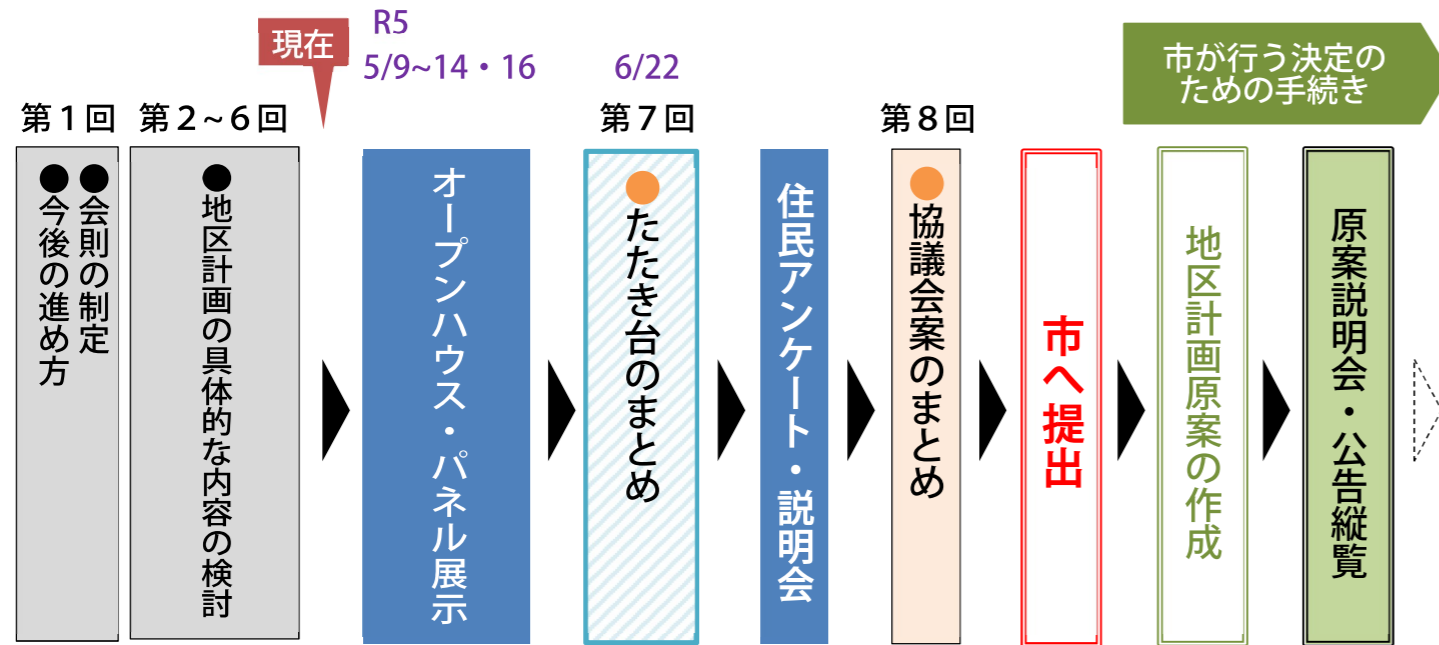 R5
現在
5/9~14・16
6/22
市が行う決定の
ための手続き
第1回
第2~6回
第7回
第8回
●会則の制定
●今後の進め方
●地区計画の具体的な内容の検討
オープンハウス・パネル展示
●たたき台のまとめ
住民アンケート・説明会
●協議会案のまとめ
市へ提出
地区計画原案の作成
原案説明会・公告縦覧